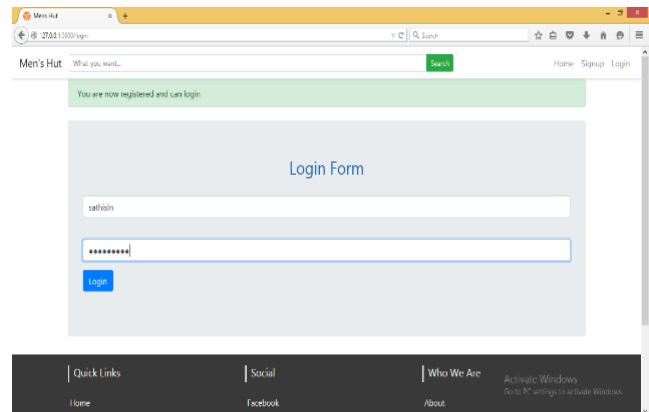 Mens Hut
127.0.0.1:5000/login
Search
Men's Hut
What you want...
Search
Home Signup Login
You are now registered and can login
Login Form
sathisln
Login
Quick Links
Social
Who We Are
Activate Windows
Go to PC settings to activate Windows.
Home
Facebook
About